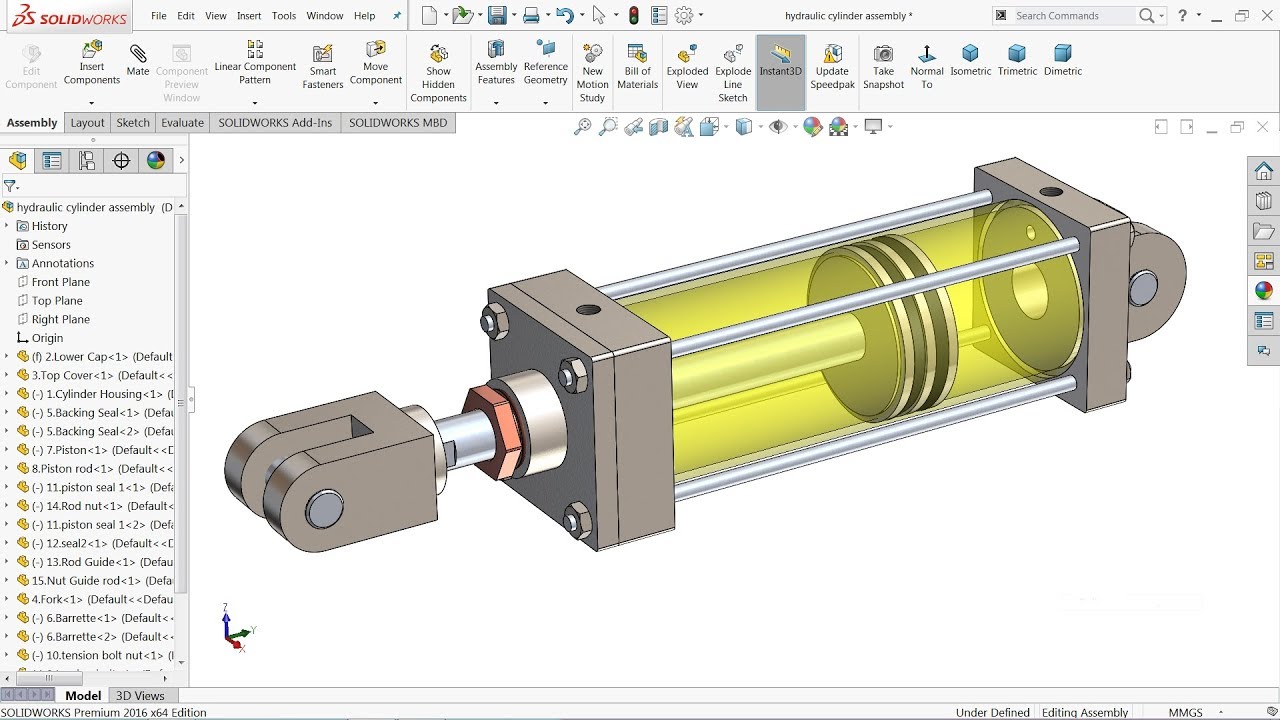 SOLIDWORKS
File Edit View Insert Tools Window Help
hydraulic cylinder assembly *
Search Commands
?
Edit Component
Insert Components
Mate
Component Preview Window
Linear Component Pattern
Smart Fasteners
Move Component
Show Hidden Components
Assembly Features
Reference Geometry
New Motion Study
Bill of Materials
Exploded View
Explode Line Sketch
Instant3D
Update Speedpak
Take Snapshot
Normal To
Isometric
Trimetric
Dimetric
Assembly Layout Sketch Evaluate SOLIDWORKS Add-Ins SOLIDWORKS MBD
hydraulic cylinder assembly (D
History
Sensors
Annotations
Front Plane
Top Plane
Right Plane
Origin
(f) 2.Lower Cap<1> (Default
3.Top Cover<1> (Default<<
(-) 1.Cylinder Housing<1> (
(-) 5.Backing Seal<1> (Defau
(-) 5.Backing Seal<2> (Defau
(-) 7.Piston<1> (Default<<D
8.Piston rod<1> (Default<<
(-) 11.piston seal 1<1> (Def
(-) 14.Rod nut<1> (Default<
(-) 11.piston seal 1<2> (Def
(-) 12.seal2<1> (Default<<D
(-) 13.Rod Guide<1> (Defau
15.Nut Guide rod<1> (Defau
4.Fork<1> (Default<<Defau
(-) 6.Barrette<1> (Default<<
(-) 6.Barrette<2> (Default<<
(-) 10.tension bolt nut<1> (
Z
Y
X
Model 3D Views
SOLIDWORKS Premium 2016 x64 Edition
Under Defined Editing Assembly MMGS